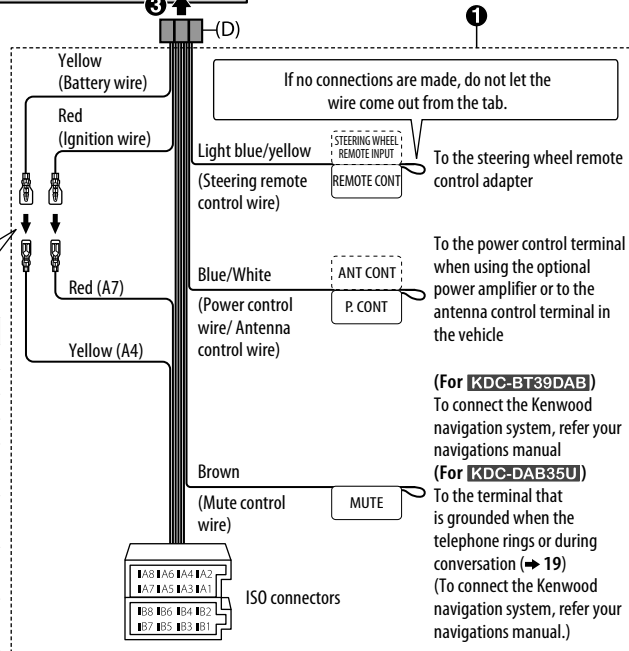 ❸
(D)
❶
Yellow
(Battery wire)
Red
(Ignition wire)
If no connections are made, do not let the
wire come out from the tab.
Light blue/yellow
(Steering remote
control wire)
STEERING WHEEL
REMOTE INPUT
REMOTE CONT
To the steering wheel remote
control adapter
Red (A7)
Yellow (A4)
Blue/White
(Power control
wire/ Antenna
control wire)
ANT CONT
P. CONT
To the power control terminal
when using the optional
power amplifier or to the
antenna control terminal in
the vehicle
Brown
(Mute control
wire)
MUTE
(For KDC-BT39DAB)
To connect the Kenwood
navigation system, refer your
navigations manual
(For KDC-DAB35U)
To the terminal that
is grounded when the
telephone rings or during
conversation (➜ 19)
(To connect the Kenwood
navigation system, refer your
navigations manual.)
A8 A6 A4 A2
A7 A5 A3 A1
B8 B6 B4 B2
B7 B5 B3 B1
ISO connectors